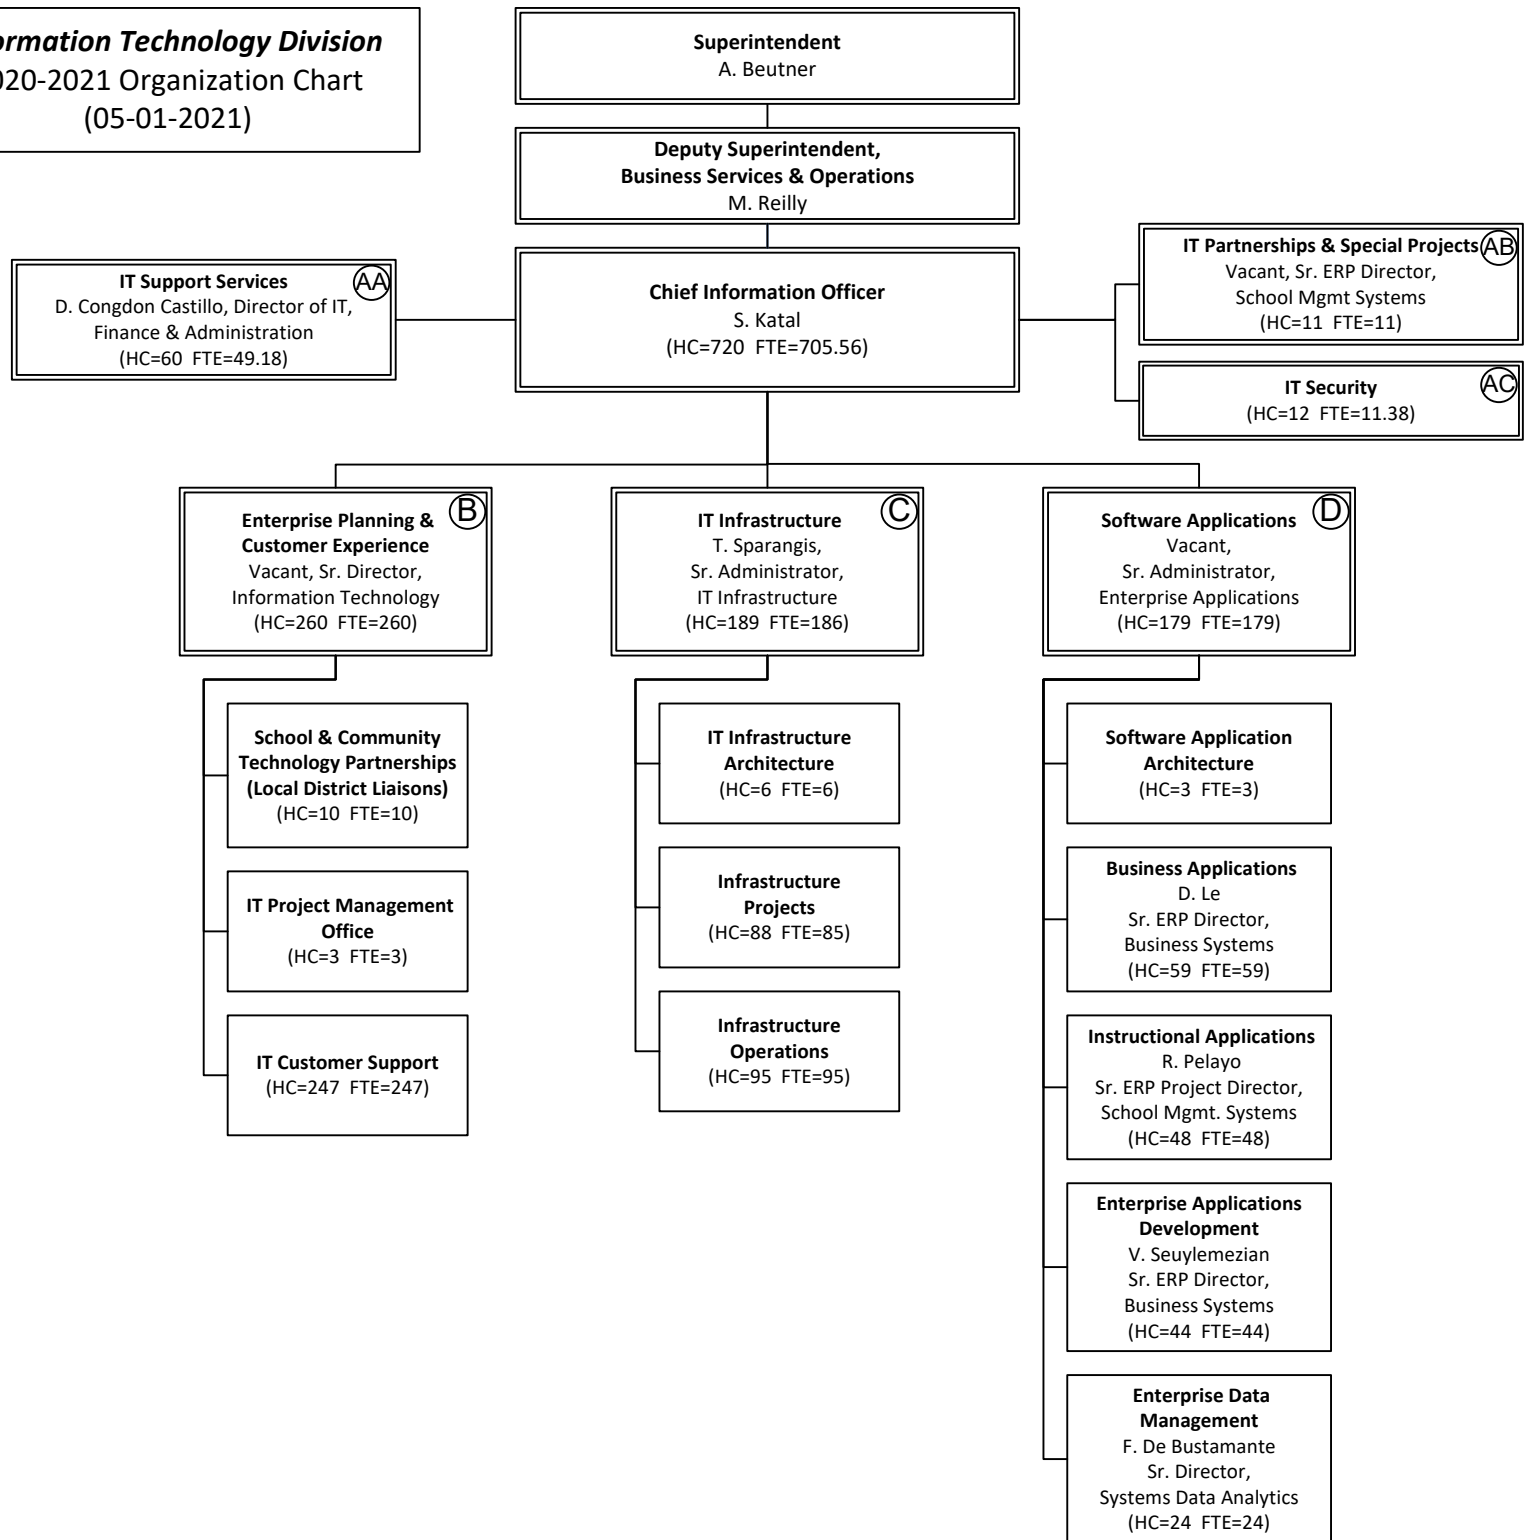 ormation Technology Division
020-2021 Organization Chart
(05-01-2021)
Superintendent
A. Beutner
Deputy Superintendent,
Business Services & Operations
M. Reilly
IT Support Services
AA
D. Congdon Castillo, Director of IT,
Finance & Administration
(HC=60 FTE=49.18)
Chief Information Officer
S. Katal
(HC=720 FTE=705.56)
IT Partnerships & Special Projects
AB
Vacant, Sr. ERP Director,
School Mgmt Systems
(HC=11 FTE=11)
IT Security
AC
(HC=12 FTE=11.38)
Enterprise Planning &
B
Customer Experience
Vacant, Sr. Director,
Information Technology
(HC=260 FTE=260)
School & Community
Technology Partnerships
(Local District Liaisons)
(HC=10 FTE=10)
IT Project Management
Office
(HC=3 FTE=3)
IT Customer Support
(HC=247 FTE=247)
IT Infrastructure
C
T. Sparangis,
Sr. Administrator,
IT Infrastructure
(HC=189 FTE=186)
IT Infrastructure
Architecture
(HC=6 FTE=6)
Infrastructure
Projects
(HC=88 FTE=85)
Infrastructure
Operations
(HC=95 FTE=95)
Software Applications
D
Vacant,
Sr. Administrator,
Enterprise Applications
(HC=179 FTE=179)
Software Application
Architecture
(HC=3 FTE=3)
Business Applications
D. Le
Sr. ERP Director,
Business Systems
(HC=59 FTE=59)
Instructional Applications
R. Pelayo
Sr. ERP Project Director,
School Mgmt. Systems
(HC=48 FTE=48)
Enterprise Applications
Development
V. Seuylemezian
Sr. ERP Director,
Business Systems
(HC=44 FTE=44)
Enterprise Data
Management
F. De Bustamante
Sr. Director,
Systems Data Analytics
(HC=24 FTE=24)